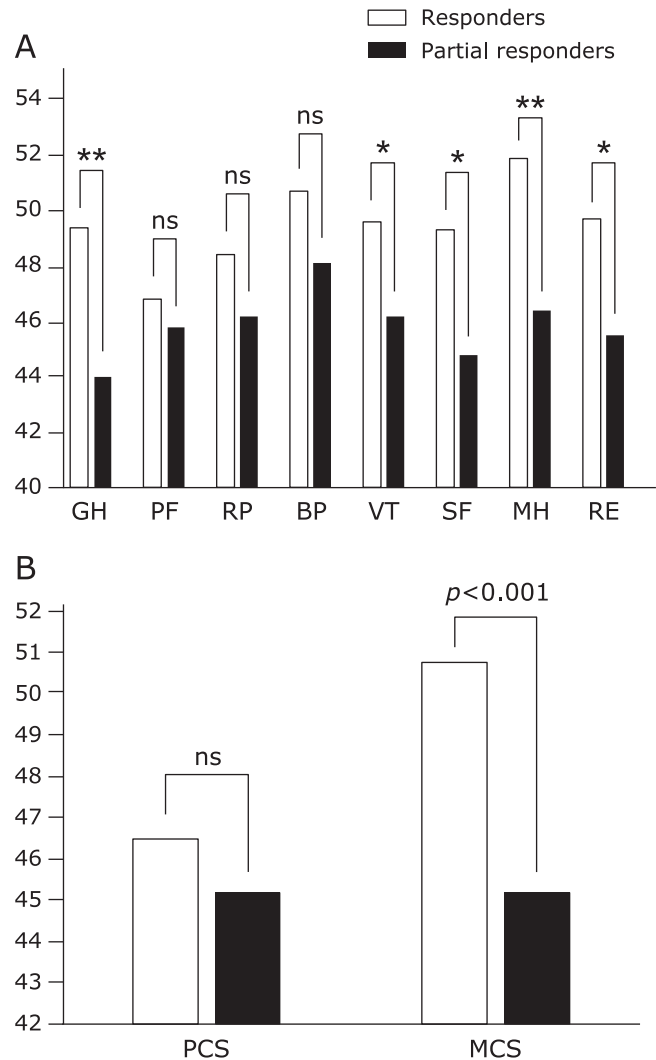 Responders
Partial responders
A
54
52
50
48
46
44
42
40
** ns ns ns * * ** *
GH PF RP BP VT SF MH RE
B
52
51
50
49
48
47
46
45
44
43
42
ns p<0.001
PCS MCS